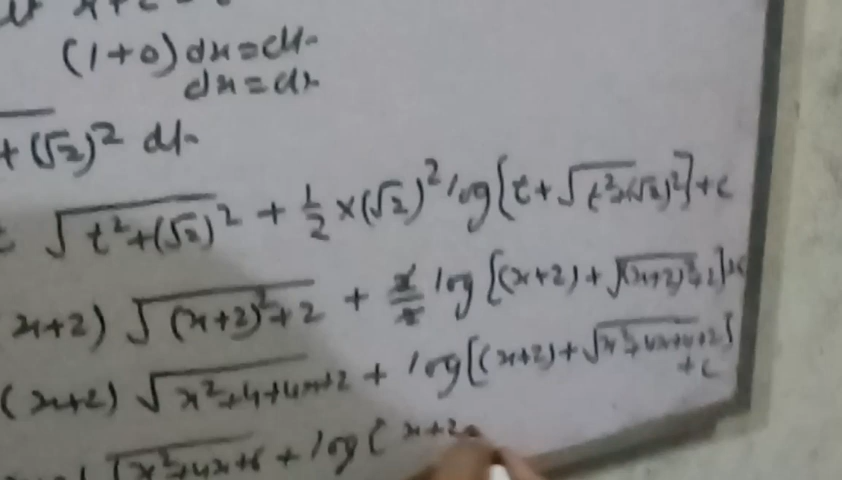 (1+0)dx=dt
dx=dt
+(√2)² dt
√t²+(√2)² + 1/2 ×(√2)² log[t+√t²+(√2)²]+c
x+2) √(x+2)²+2 + 2/2 log[(x+2)+√(x+2)²+2]+c
(x+2) √x²+4+4x+2 + log[(x+2)+√x²+4x+4+2]
+c
√x²+4x+6 + log(x+2